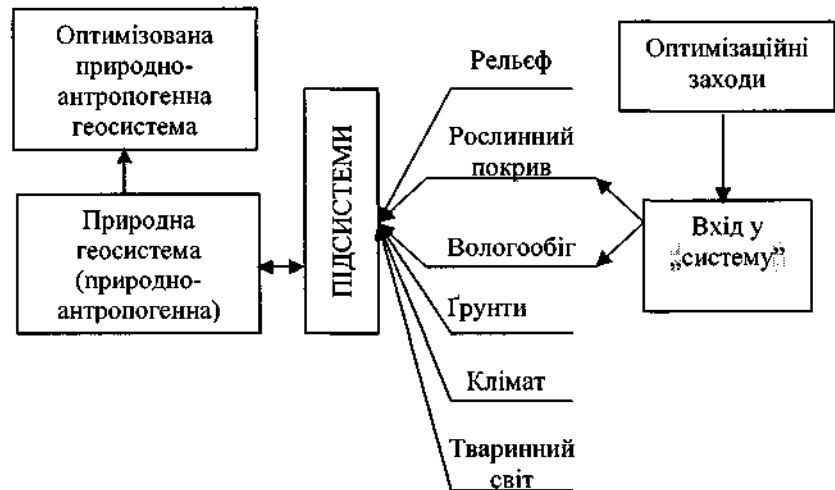 Оптимізована
природно-
антропогенна
геосистема
Природна
геосистема
(природно-
антропогенна)
ПІДСИСТЕМИ
Рельєф
Рослинний
покрив
Вологообіг
Ґрунти
Клімат
Тваринний
світ
Оптимізаційні
заходи
Вхід у
„систему”